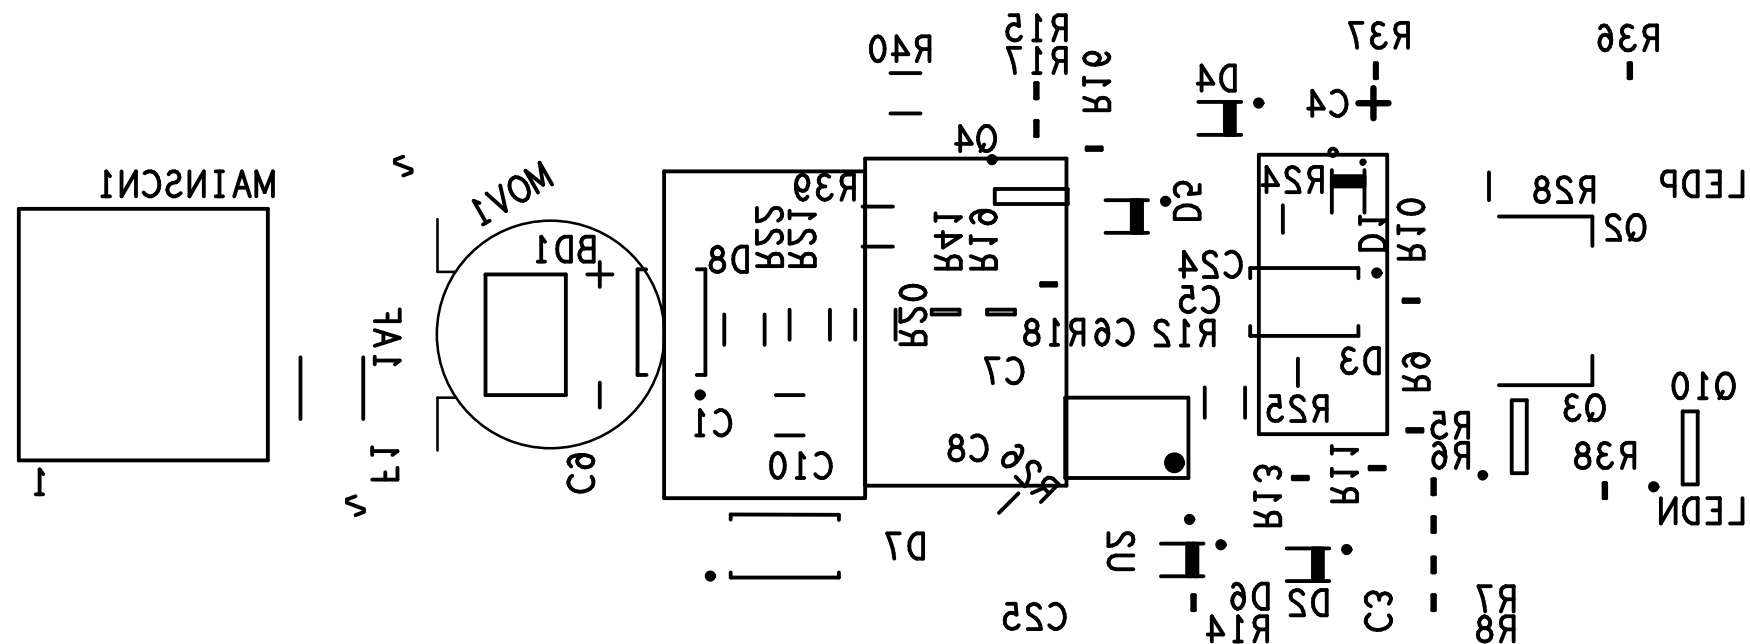 R15
R37
R36
R40
R17
R16
D4
C4
Q4
MAINSCN1
MOV1
R39
R24
R28
LEDP
D5
R22
R21
R41
R19
D1
R10
Q2
BD1
D8
C24
C5
R20
1AF
R18
C6
R12
D3
R9
C7
Q10
C1
R25
Q3
R5
R6
R38
C8
C10
R26
F1
C9
1
R13
R11
LEDN
D7
U2
D6
D2
C3
R7
C25
R14
R8